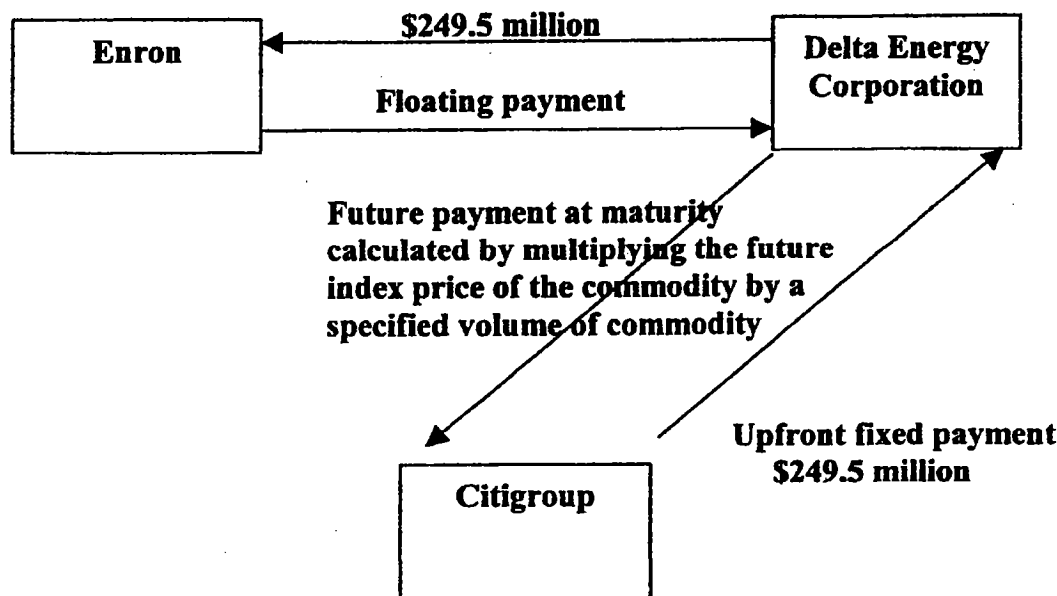 $249.5 million
Enron
Delta Energy
Corporation
Floating payment
Future payment at maturity
calculated by multiplying the future
index price of the commodity by a
specified volume of commodity
Upfront fixed payment
$249.5 million
Citigroup